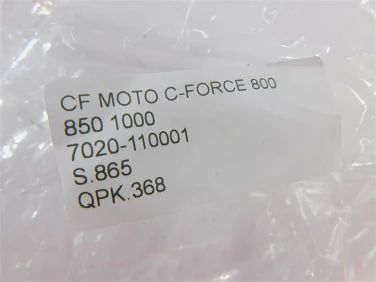 CF MOTO C-FORCE 800
850 1000
7020-110001
S.865
QPK.368